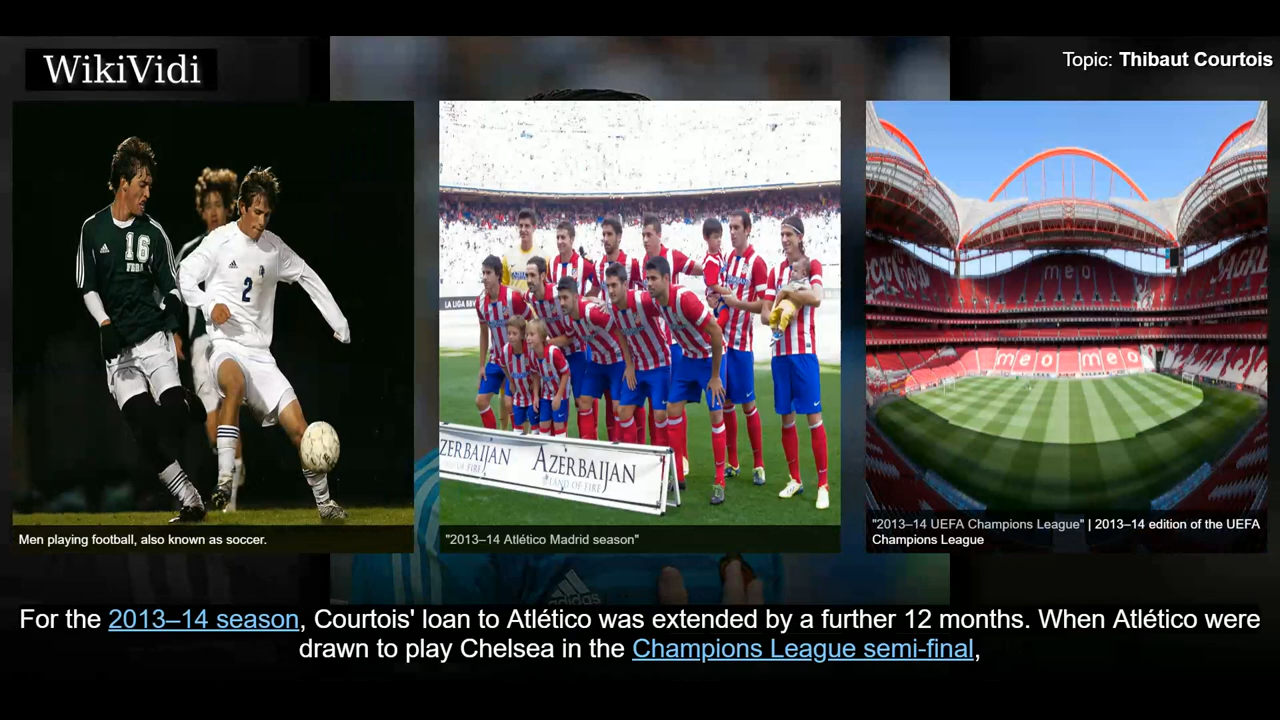 WikiVidi
Topic: Thibaut Courtois
16
2
LA LIGA BBV
AZERBAIJAN
LAND OF FIRE
meo
meo meo
adidas
Men playing football, also known as soccer.
"2013–14 Atlético Madrid season"
"2013–14 UEFA Champions League" | 2013–14 edition of the UEFA
Champions League
For the 2013–14 season, Courtois' loan to Atlético was extended by a further 12 months. When Atlético were
drawn to play Chelsea in the Champions League semi-final,